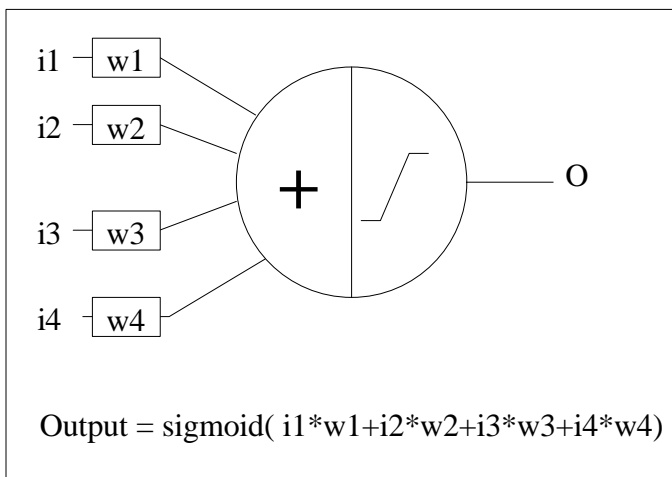 i1 w1
i2 w2
i3 w3
i4 w4
+
O
Output = sigmoid( i1*w1+i2*w2+i3*w3+i4*w4)